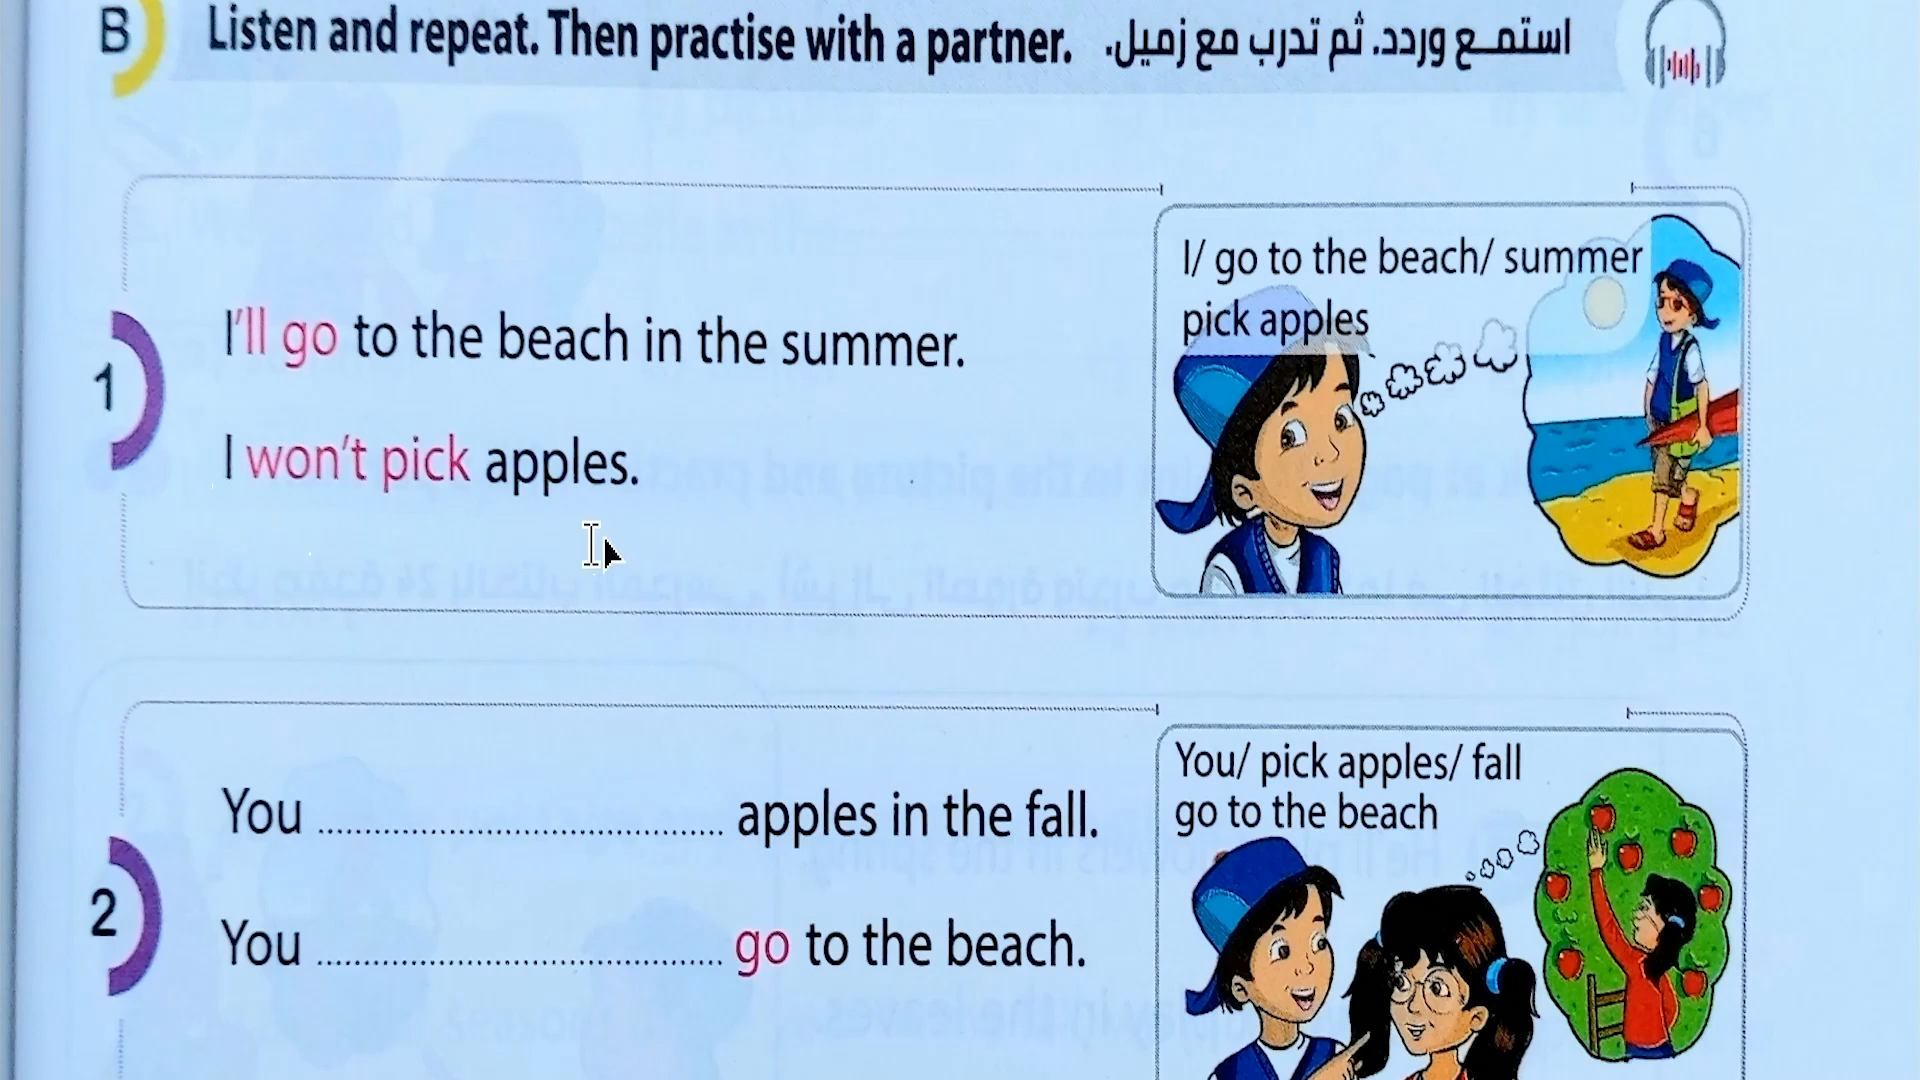 B Listen and repeat. Then practise with a partner. استمع وردد. ثم تدرب مع زميل.
I/ go to the beach/ summer
pick apples
1
I'll go to the beach in the summer.
I won't pick apples.
You/ pick apples/ fall
go to the beach
2
You ........................................ apples in the fall.
You ........................................ go to the beach.